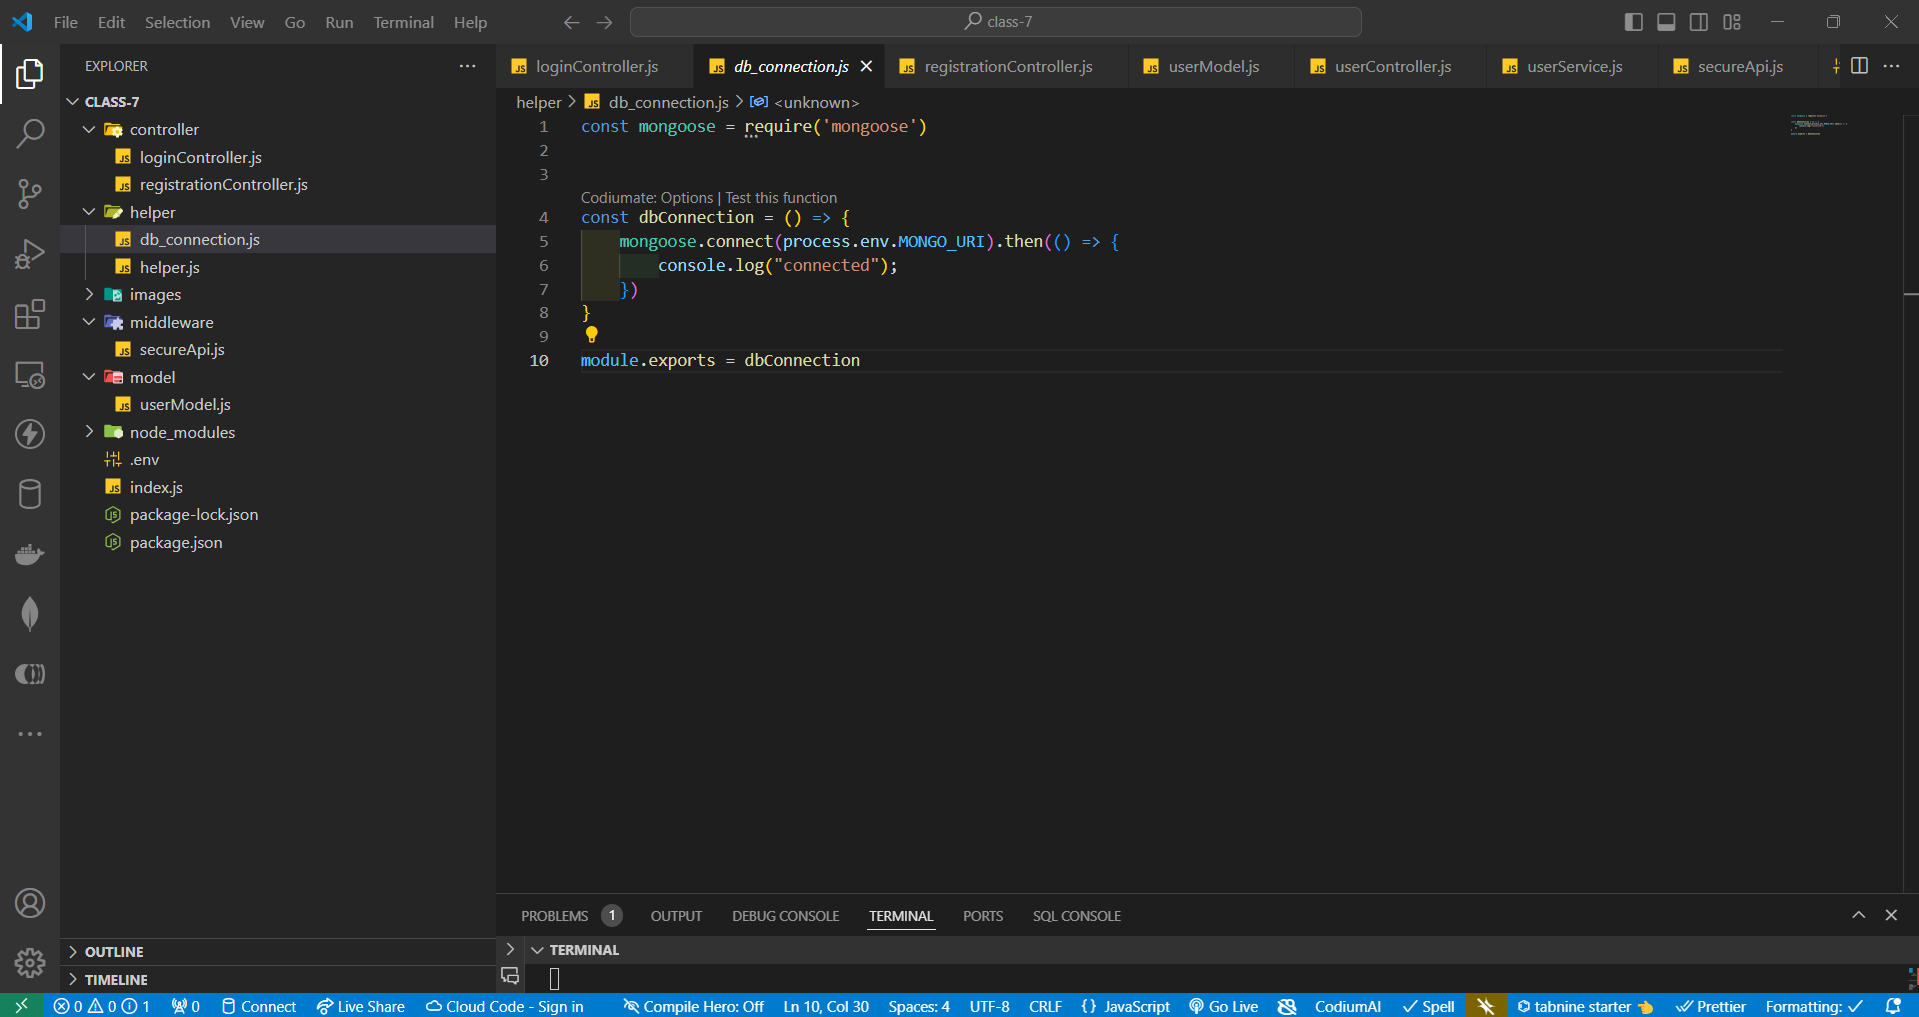 File Edit Selection View Go Run Terminal Help
class-7
EXPLORER
CLASS-7
controller
loginController.js
registrationController.js
helper
db_connection.js
helper.js
images
middleware
secureApi.js
model
userModel.js
node_modules
.env
index.js
package-lock.json
package.json
OUTLINE
TIMELINE
loginController.js db_connection.js registrationController.js userModel.js userController.js userService.js secureApi.js
helper > db_connection.js > <unknown>
1 const mongoose = require('mongoose')
2
3
Codiumate: Options | Test this function
4 const dbConnection = () => {
5 mongoose.connect(process.env.MONGO_URI).then(() => {
6 console.log("connected");
7 })
8 }
9
10 module.exports = dbConnection
PROBLEMS 1 OUTPUT DEBUG CONSOLE TERMINAL PORTS SQL CONSOLE
TERMINAL
0 0 1 0 Connect Live Share Cloud Code - Sign in Compile Hero: Off Ln 10, Col 30 Spaces: 4 UTF-8 CRLF {} JavaScript Go Live CodiumAI Spell tabnine starter Prettier Formatting: